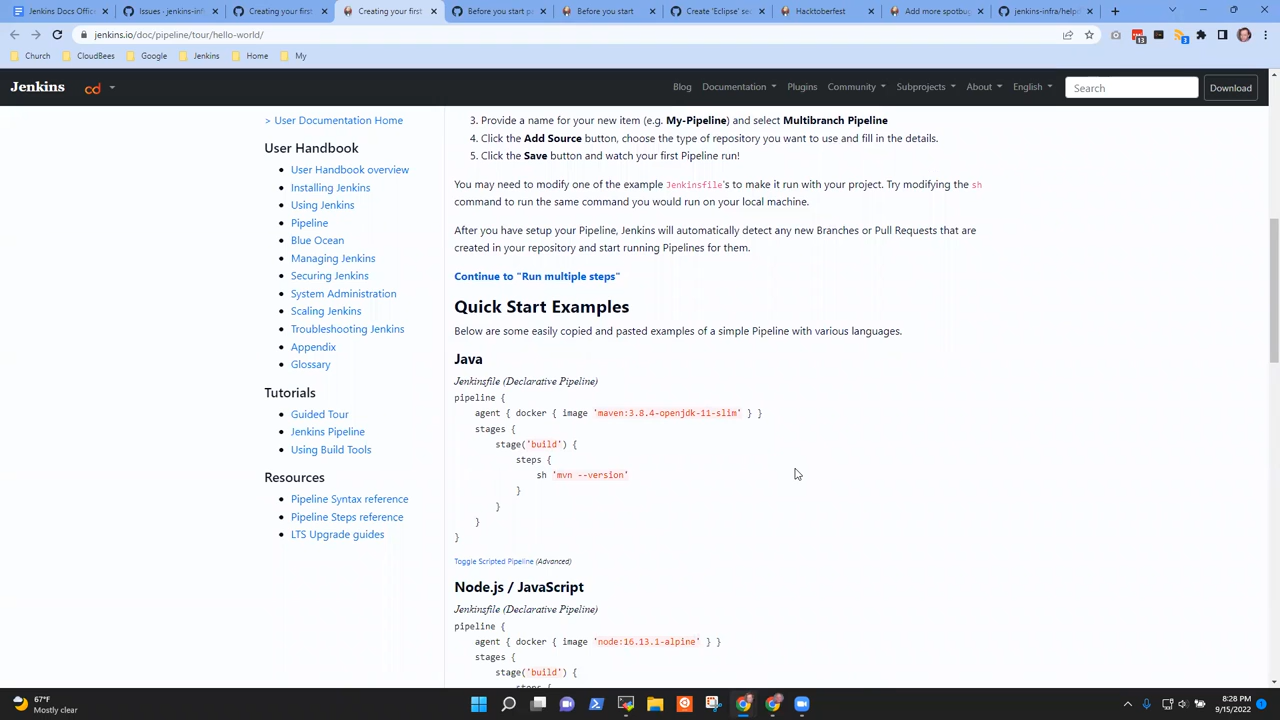 Jenkins Docs Offic
Issues · jenkins-inf
Creating your first
Creating your first
Before you start p
Before you start
Create 'Eclipse' sec
Hacktoberfest
Add more spotbug
jenkins-infra/help
jenkins.io/doc/pipeline/tour/hello-world/
13
3
Church
CloudBees
Google
Jenkins
Home
My
Jenkins
cd
Blog
Documentation
Plugins
Community
Subprojects
About
English
Search
Download
> User Documentation Home
User Handbook
User Handbook overview
Installing Jenkins
Using Jenkins
Pipeline
Blue Ocean
Managing Jenkins
Securing Jenkins
System Administration
Scaling Jenkins
Troubleshooting Jenkins
Appendix
Glossary
Tutorials
Guided Tour
Jenkins Pipeline
Using Build Tools
Resources
Pipeline Syntax reference
Pipeline Steps reference
LTS Upgrade guides
3. Provide a name for your new item (e.g. My-Pipeline) and select Multibranch Pipeline
4. Click the Add Source button, choose the type of repository you want to use and fill in the details.
5. Click the Save button and watch your first Pipeline run!
You may need to modify one of the example Jenkinsfile's to make it run with your project. Try modifying the sh
command to run the same command you would run on your local machine.
After you have setup your Pipeline, Jenkins will automatically detect any new Branches or Pull Requests that are
created in your repository and start running Pipelines for them.
Continue to "Run multiple steps"
Quick Start Examples
Below are some easily copied and pasted examples of a simple Pipeline with various languages.
Java
Jenkinsfile (Declarative Pipeline)
pipeline {
agent { docker { image 'maven:3.8.4-openjdk-11-slim' } }
stages {
stage('build') {
steps {
sh 'mvn --version'
}
}
}
}
Toggle Scripted Pipeline (Advanced)
Node.js / JavaScript
Jenkinsfile (Declarative Pipeline)
pipeline {
agent { docker { image 'node:16.13.1-alpine' } }
stages {
stage('build') {
67°F
Mostly clear
8:28 PM
9/15/2022